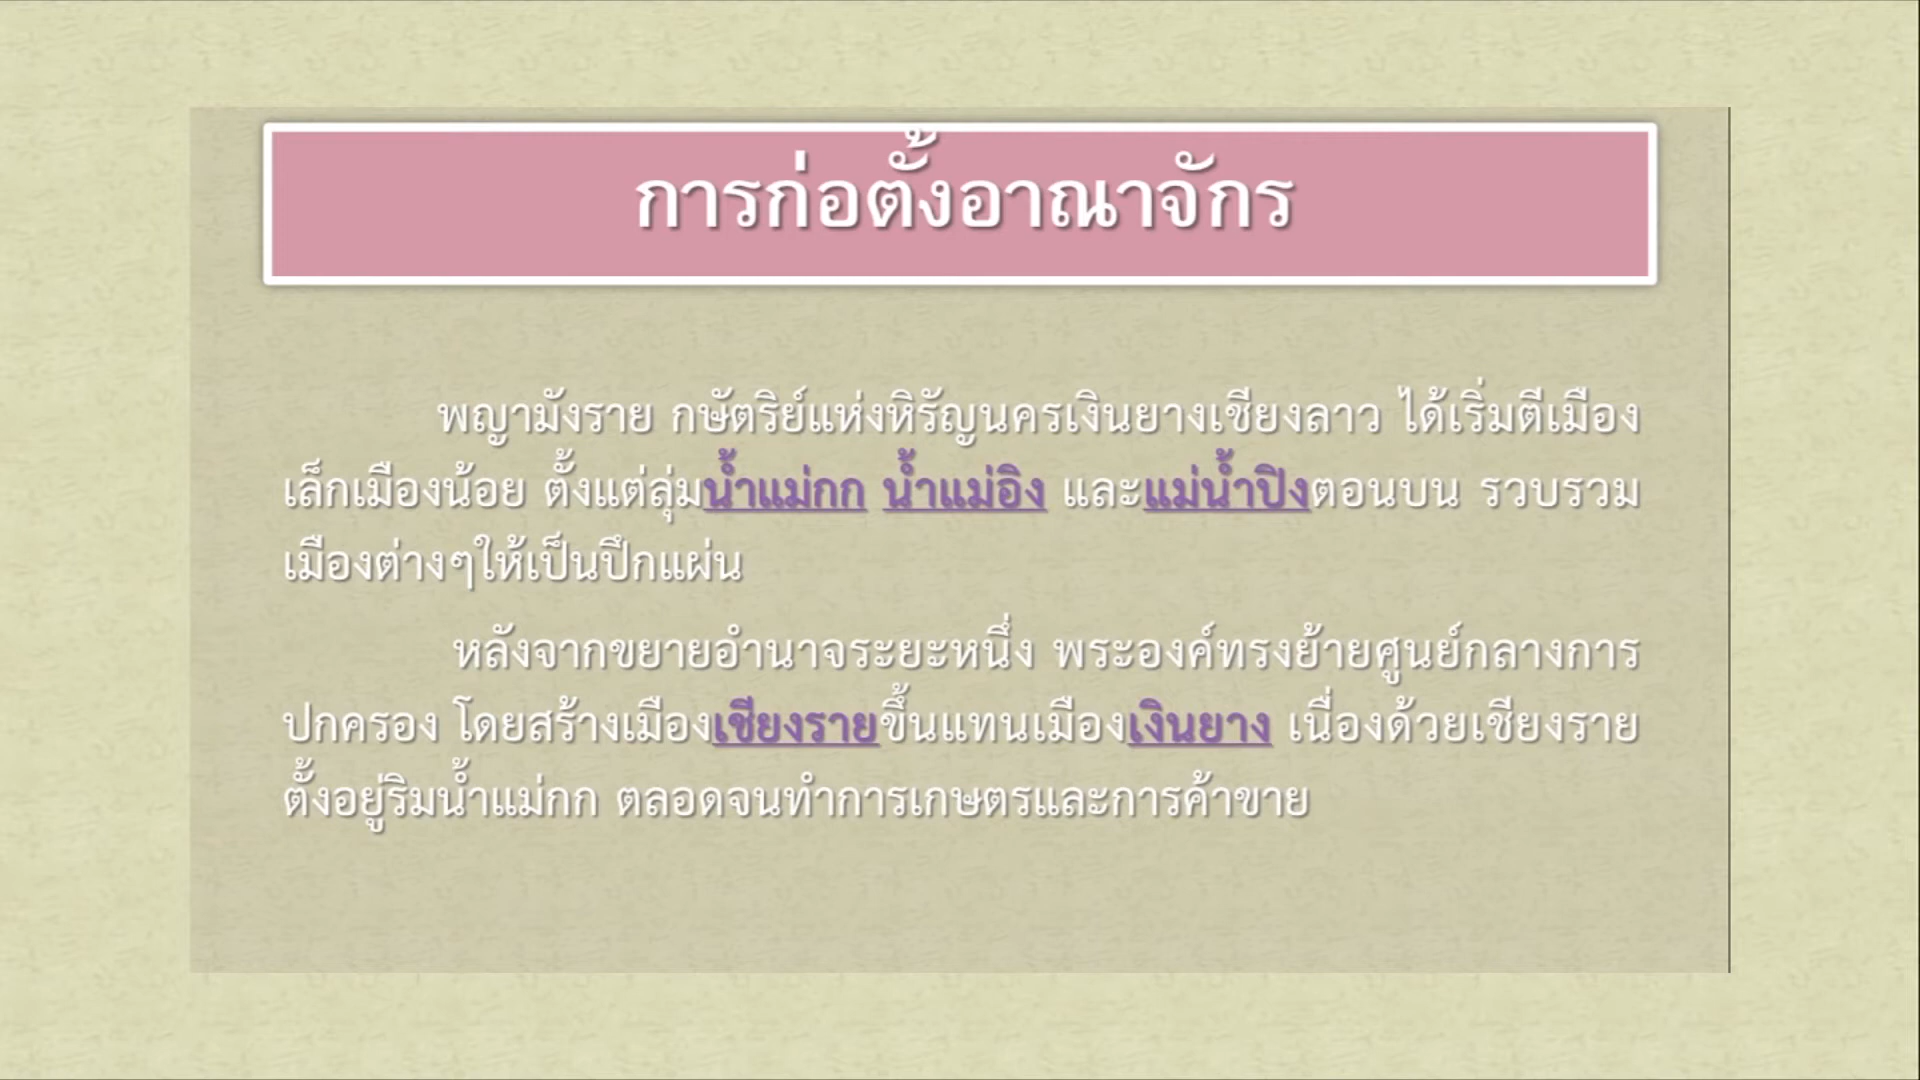 การก่อตั้งอาณาจักร
พญามังราย กษัตริย์แห่งหิรัญนครเงินยางเชียงลาว ได้เริ่มตีเมือง
เล็กเมืองน้อย ตั้งแต่ลุ่มน้ำแม่กก น้ำแม่อิง และแม่น้ำปิงตอนบน รวบรวม
เมืองต่างๆให้เป็นปึกแผ่น
หลังจากขยายอำนาจระยะหนึ่ง พระองค์ทรงย้ายศูนย์กลางการ
ปกครอง โดยสร้างเมืองเชียงรายขึ้นแทนเมืองเงินยาง เนื่องด้วยเชียงราย
ตั้งอยู่ริมน้ำแม่กก ตลอดจนทำการเกษตรและการค้าขาย